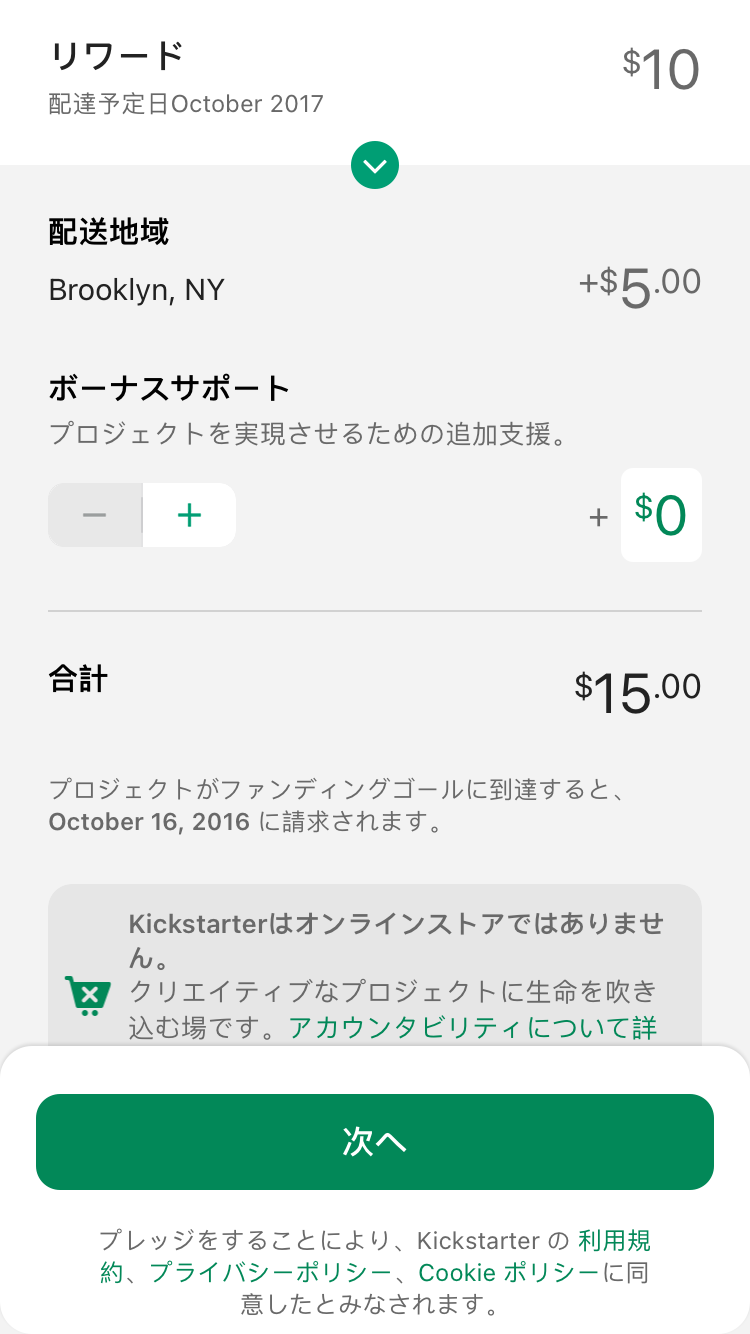 リワード
$10
配達予定日October 2017
配送地域
Brooklyn, NY
+$5.00
ボーナスサポート
プロジェクトを実現させるための追加支援。
− +
+ $0
合計
$15.00
プロジェクトがファンディングゴールに到達すると、
October 16, 2016 に請求されます。
Kickstarterはオンラインストアではありませ
ん。
クリエイティブなプロジェクトに生命を吹き
込む場です。アカウンタビリティについて詳
次へ
プレッジをすることにより、Kickstarter の 利用規
約、プライバシーポリシー、Cookie ポリシーに同
意したとみなされます。